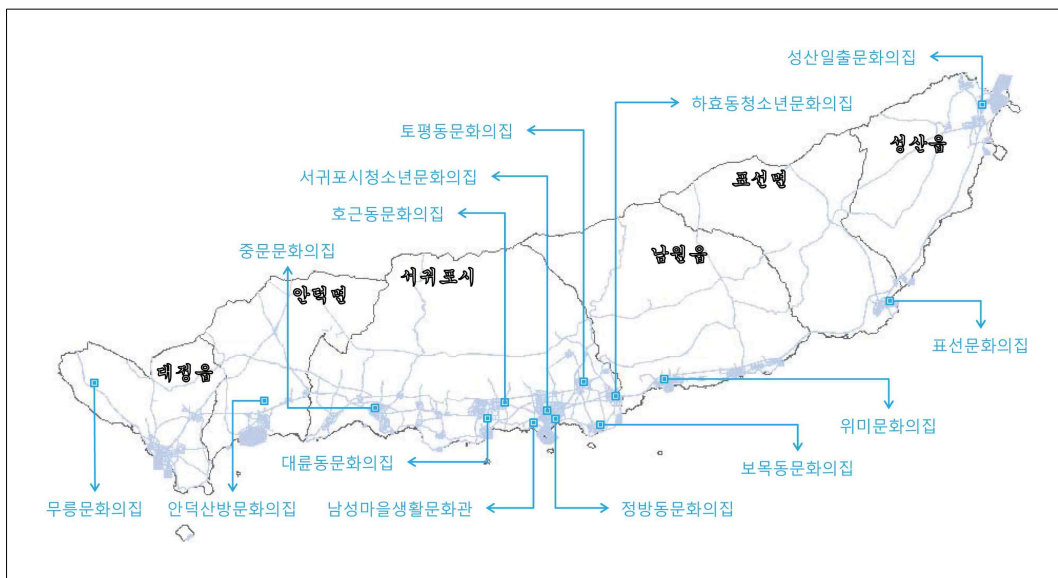 성산일출문화의집
하효동청소년문화의집
토평동문화의집
성산읍
서귀포시청소년문화의집
표선면
호근동문화의집
중문문화의집
남원읍
서귀포시
안덕면
표선문화의집
대정읍
위미문화의집
대륜동문화의집
보목동문화의집
무릉문화의집
안덕산방문화의집
남성마을생활문화관
정방동문화의집